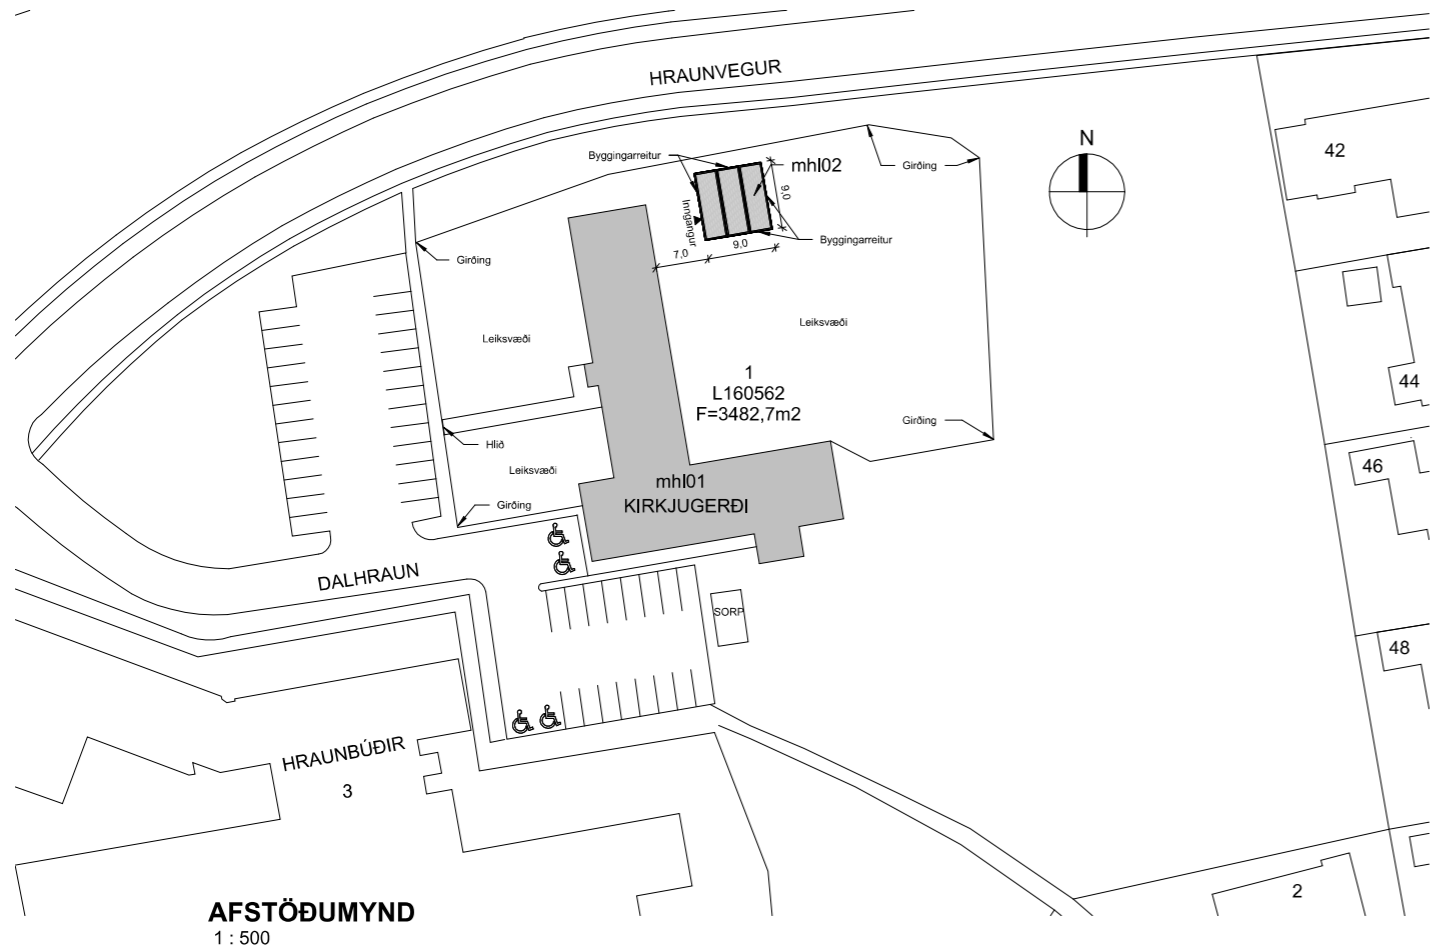 HRAUNVEGUR
N
42
Byggingarreitur
mhl02
Girðing
9,0
Inngangur
Byggingarreitur
9,0
7,0
Girðing
Leiksvæði
Leiksvæði
1
L160562
F=3482,7m2
44
Girðing
Hlið
46
Leiksvæði
mhl01
KIRKJUGERÐI
Girðing
DALHRAUN
SORP
48
HRAUNBÚÐIR
3
2
AFSTÖÐUMYND
1 : 500